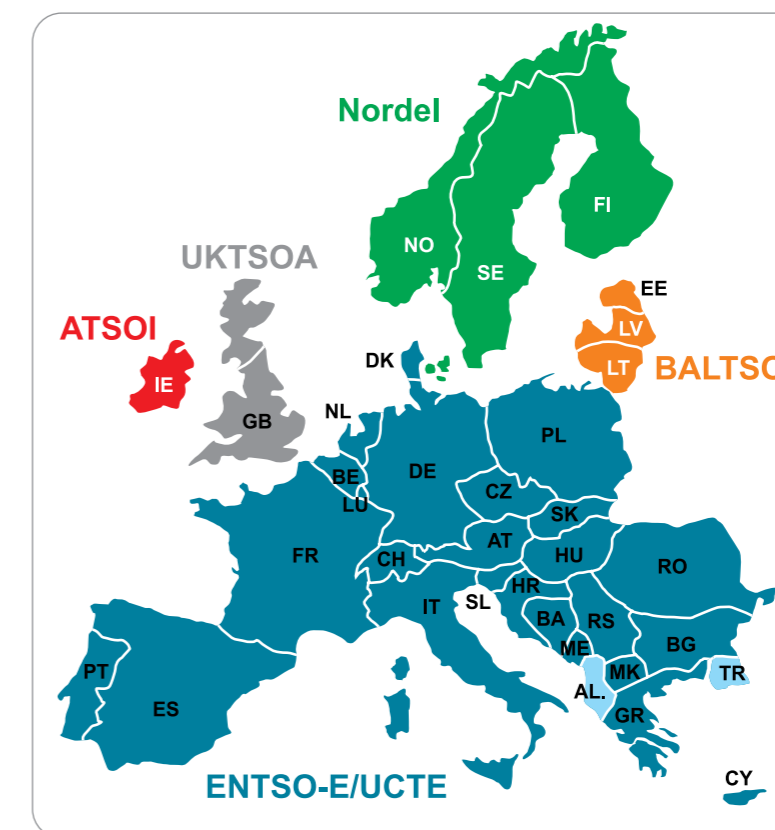 Nordel
FI
NO
SE
UKTSOA
EE
ATSOI
LV
LT
DK
BALTSO
IE
NL
GB
PL
BE
DE
CZ
LU
SK
AT
FR
CH
HU
RO
HR
IT
SL
BA
RS
ME
BG
PT
MK
TR
AL.
ES
GR
CY
ENTSO-E/UCTE